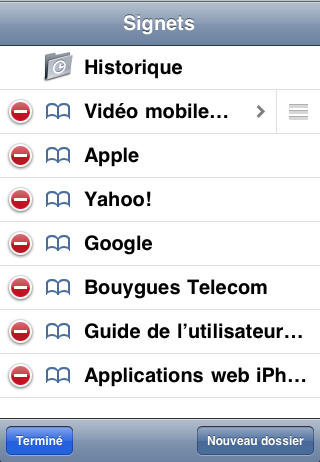 Signets
Historique
Vidéo mobile...
Apple
Yahoo!
Google
Bouygues Telecom
Guide de l’utilisateur...
Applications web iPh...
Terminé
Nouveau dossier